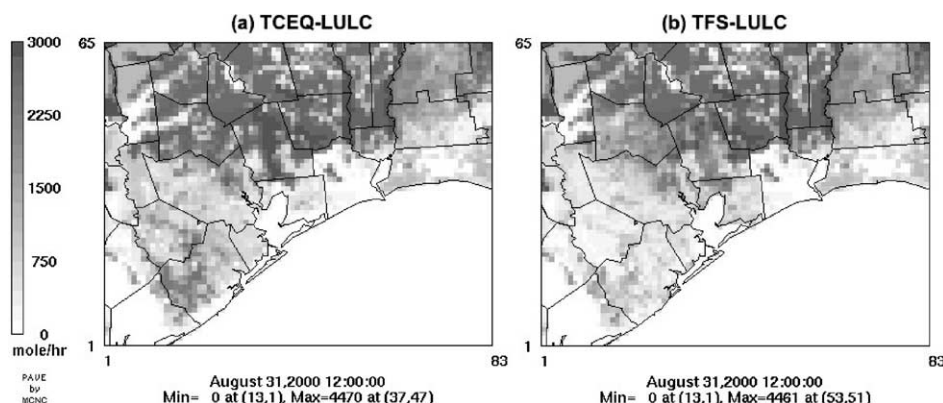 (a) TCEQ-LULC
(b) TFS-LULC
3000
2250
1500
750
0
mole/hr
PAVE
by
MCNC
65
1
1
83
August 31,2000 12:00:00
Min= 0 at (13,1), Max=4470 at (37,47)
65
1
1
83
August 31,2000 12:00:00
Min= 0 at (13,1), Max=4461 at (53,51)